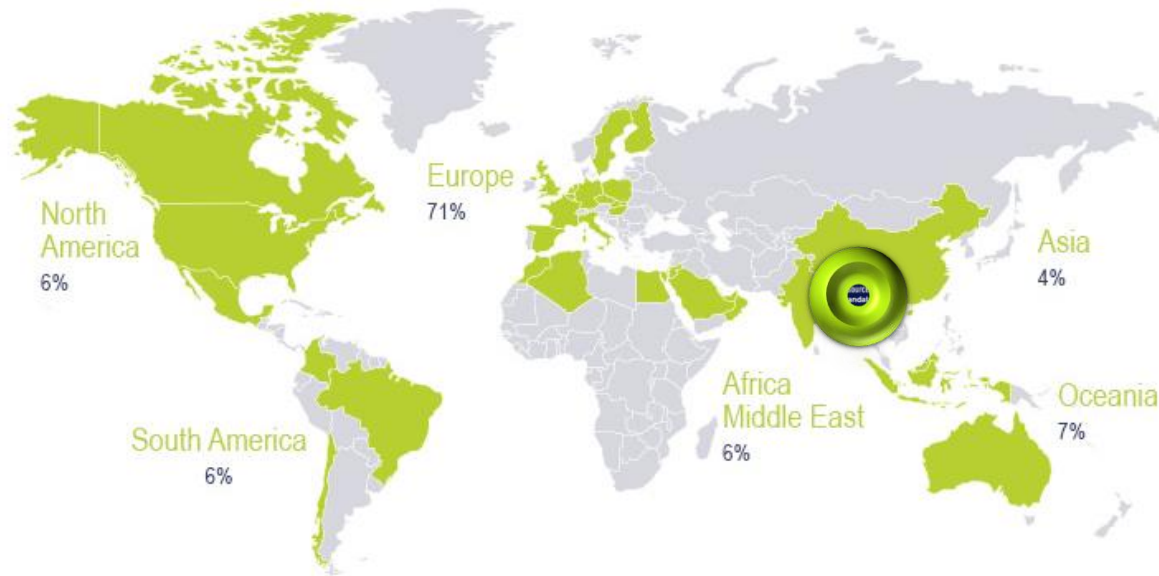 North
America
6%
Europe
71%
Asia
4%
South America
6%
Africa
Middle East
6%
Oceania
7%